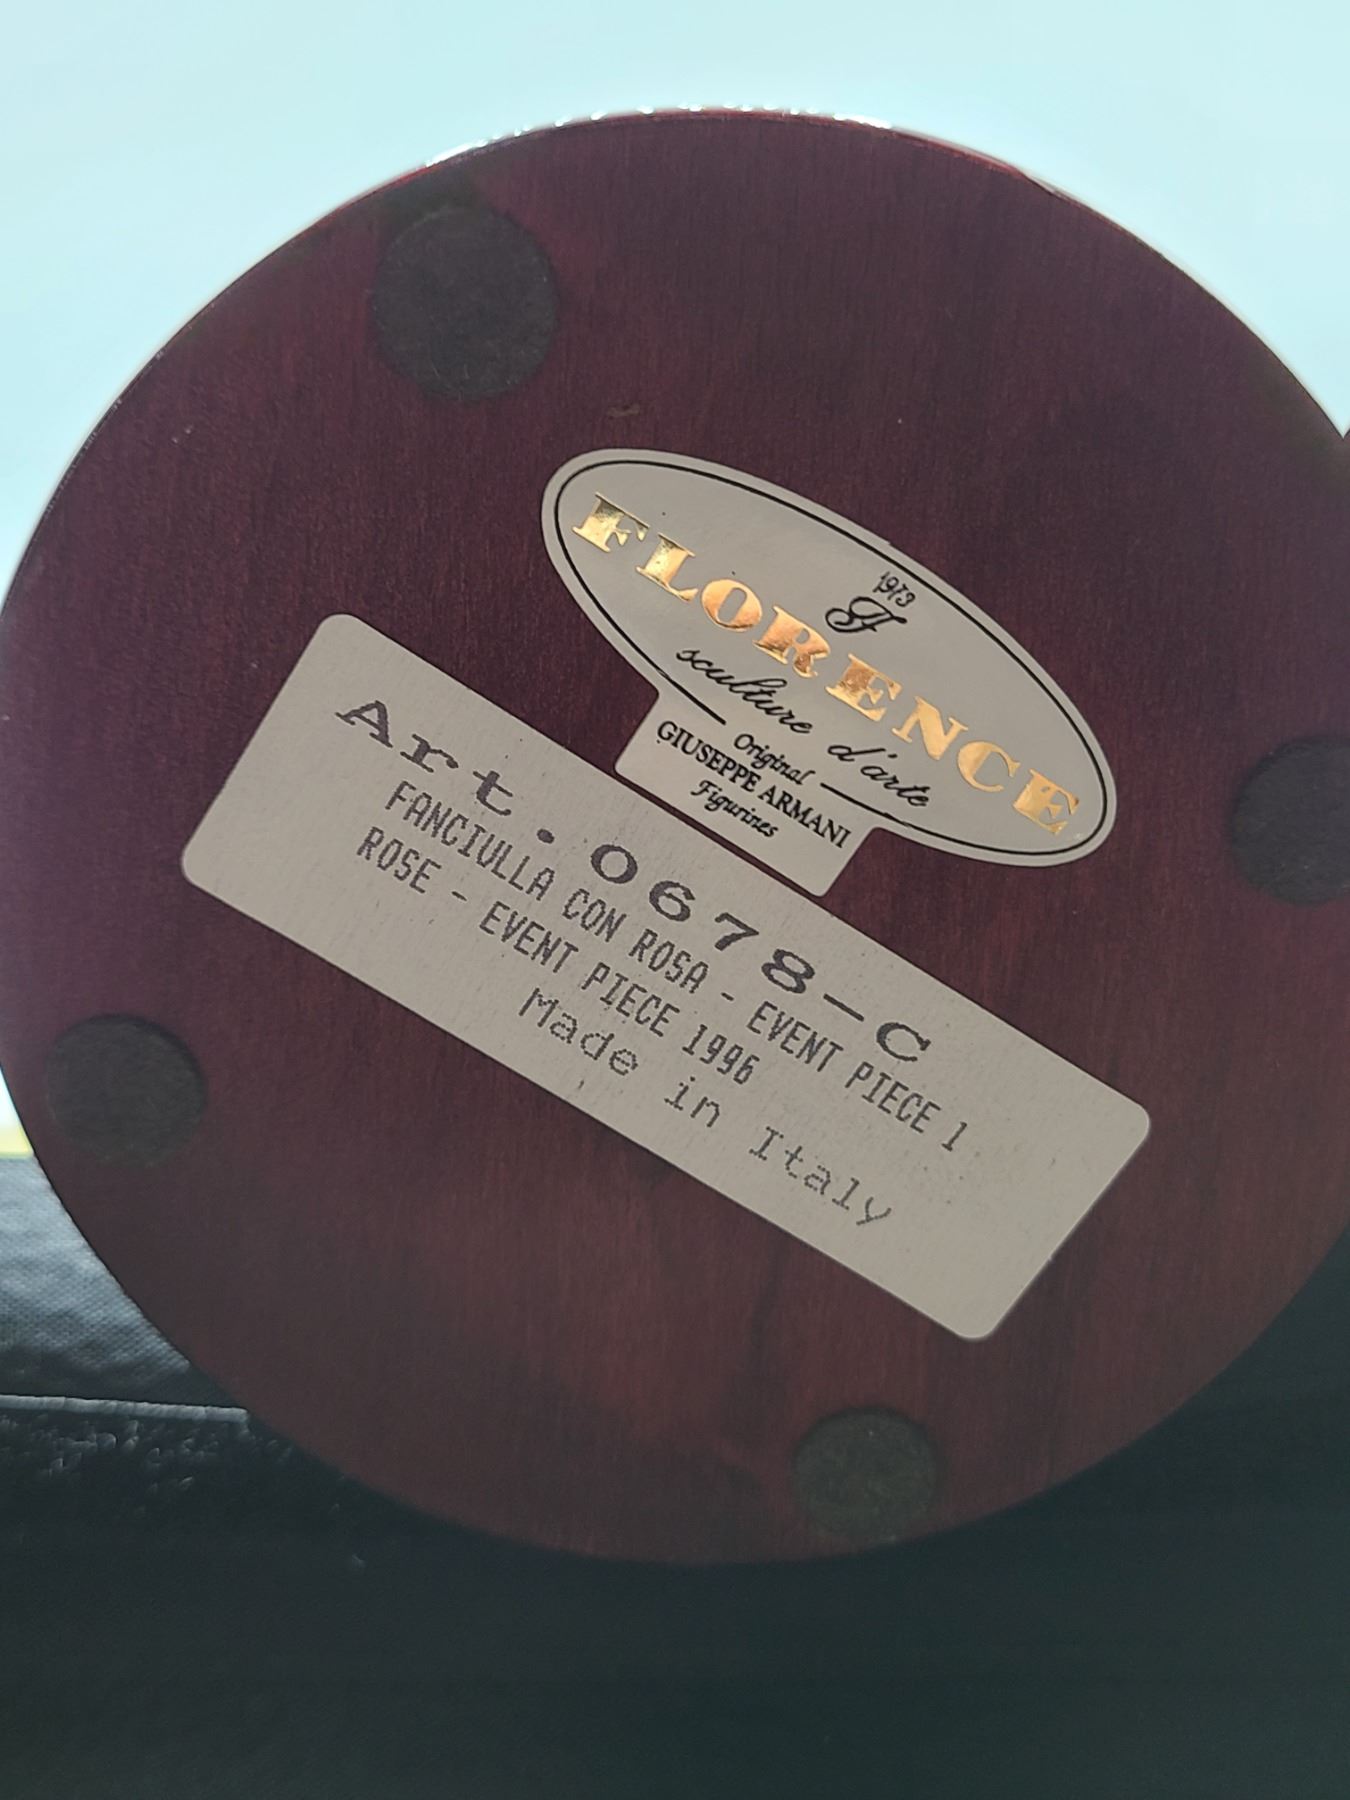 1973
SF
FLORENCE
sculture d'arte
Original
GIUSEPPE ARMANI
Figurines
Art. 0678-C
FANCIULLA CON ROSA - EVENT PIECE 1
ROSE - EVENT PIECE 1996
Made in Italy